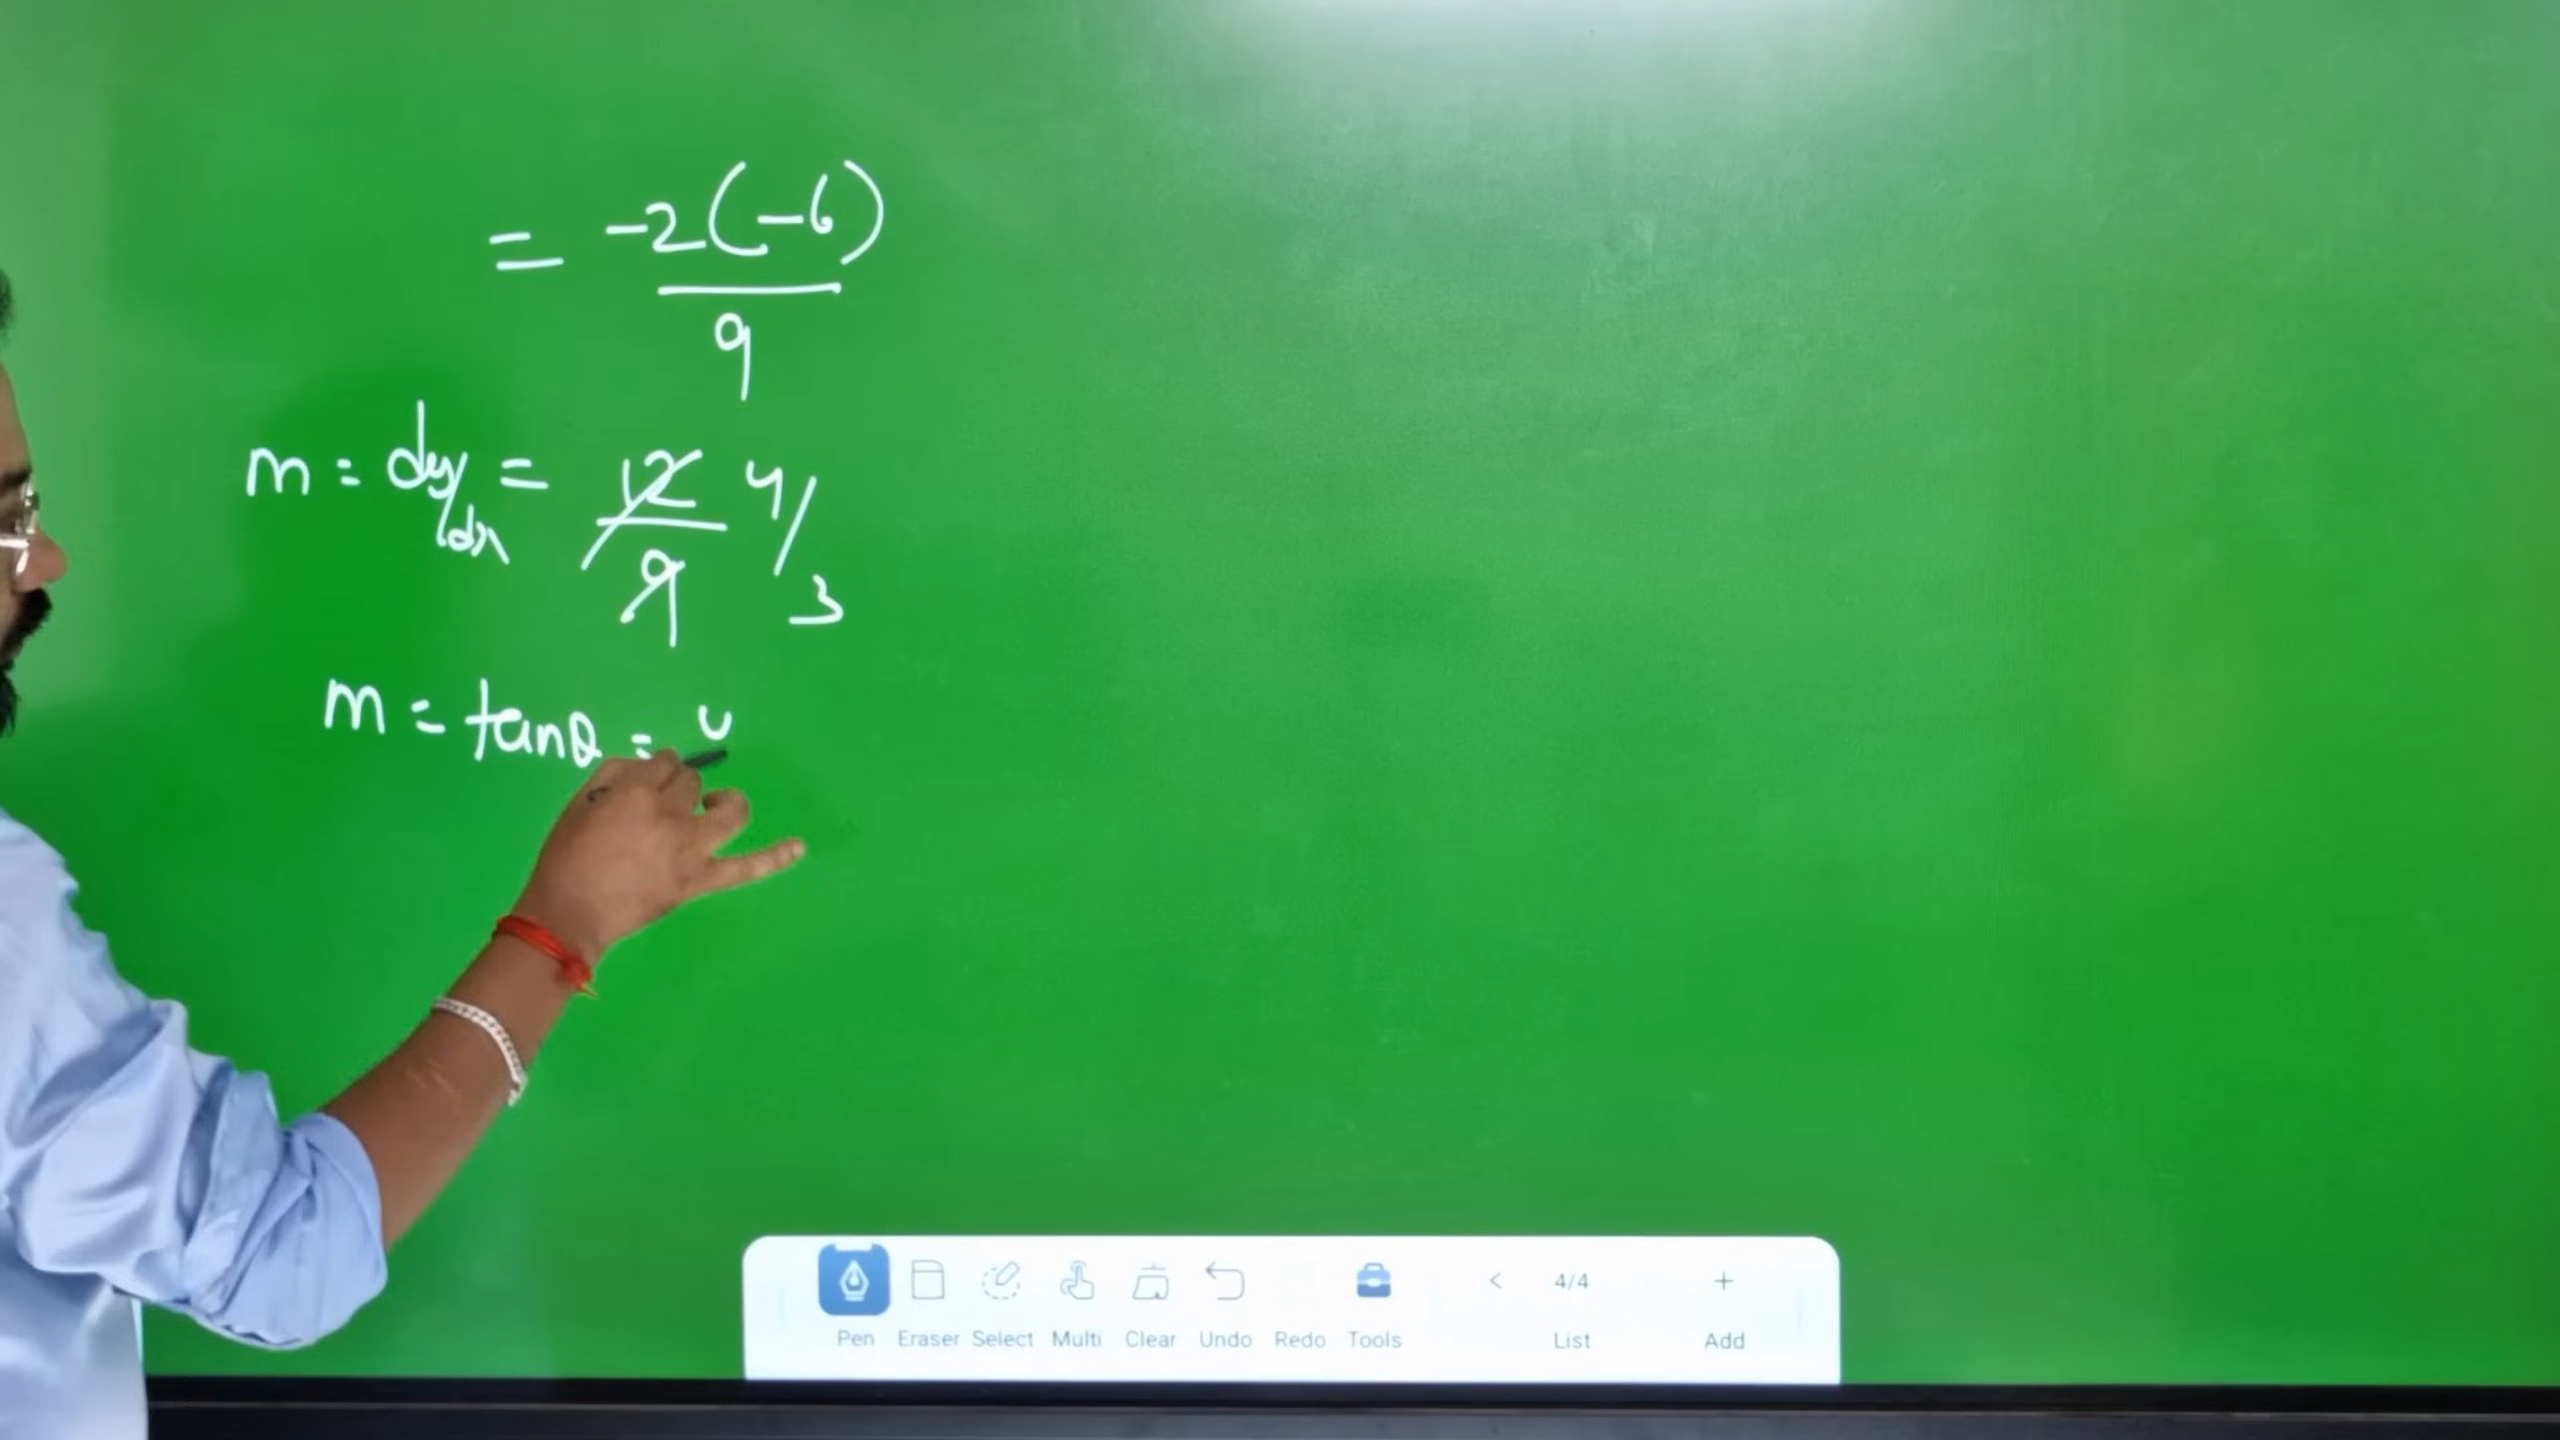 = -2(-6)
9
m = dy/dx = 12/9 4/3
m = tanθ =
Pen Eraser Select Multi Clear Undo Redo Tools < 4/4 List + Add